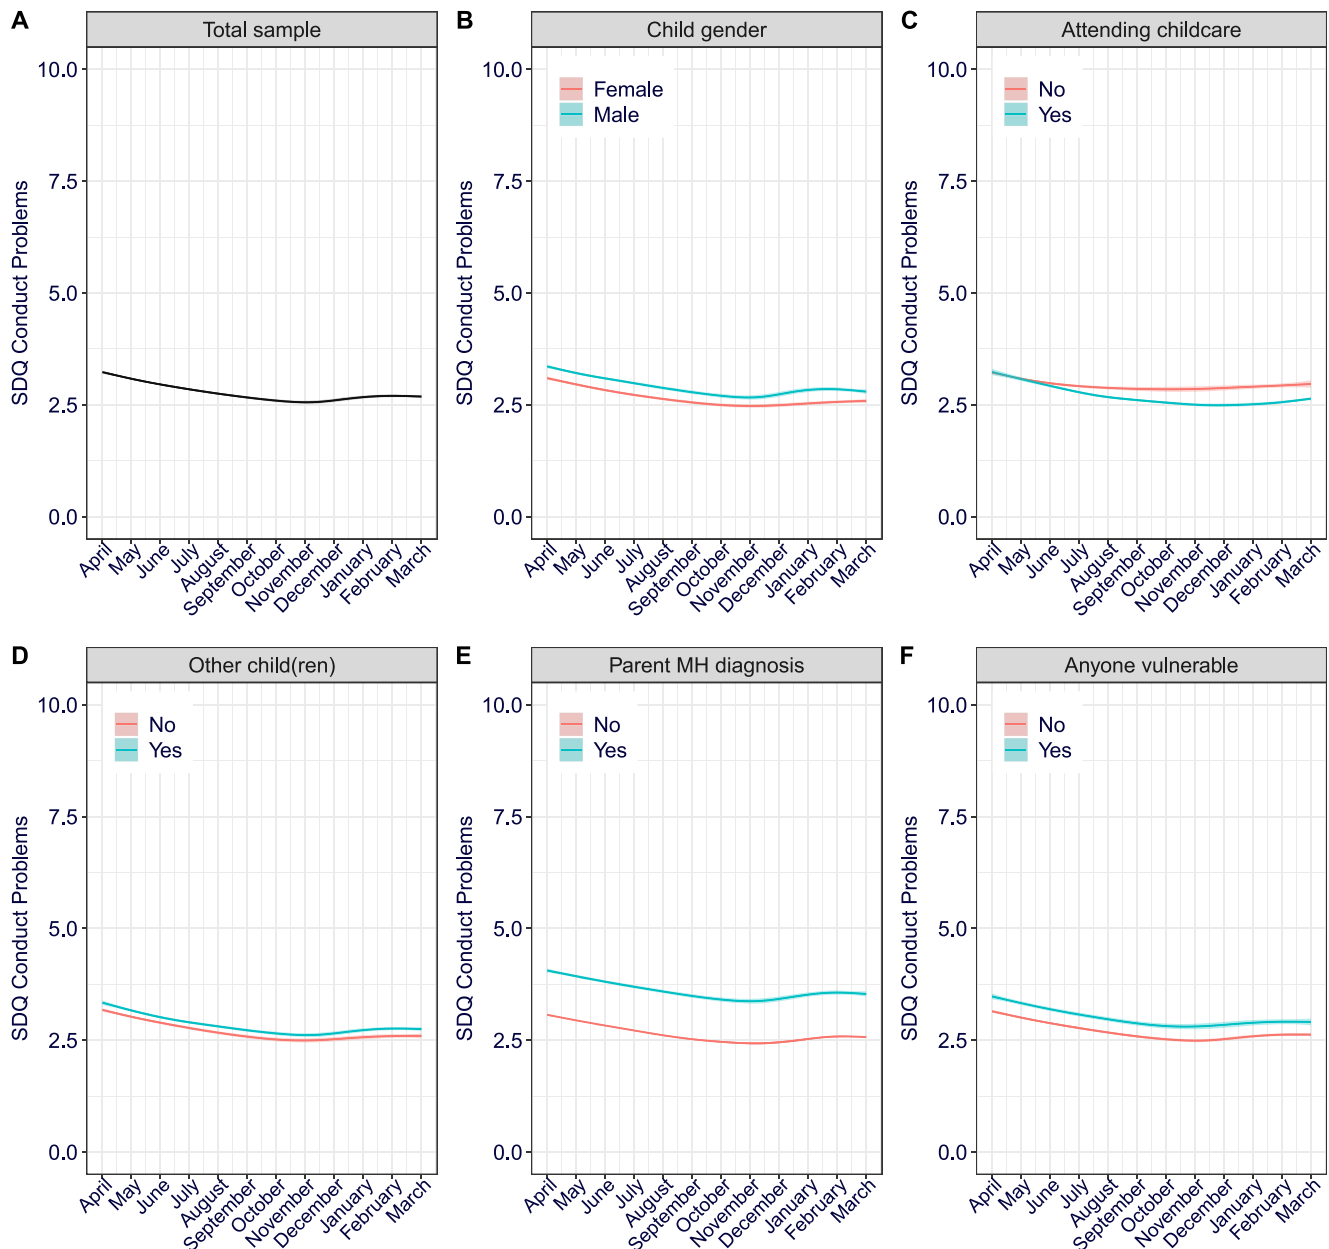 A
Total sample
SDQ Conduct Problems
10.0
7.5
5.0
2.5
0.0
April
May
June
July
August
September
October
November
December
January
February
March
B
Child gender
Female
Male
SDQ Conduct Problems
10.0
7.5
5.0
2.5
0.0
April
May
June
July
August
September
October
November
December
January
February
March
C
Attending childcare
No
Yes
SDQ Conduct Problems
10.0
7.5
5.0
2.5
0.0
April
May
June
July
August
September
October
November
December
January
February
March
D
Other child(ren)
No
Yes
SDQ Conduct Problems
10.0
7.5
5.0
2.5
0.0
April
May
June
July
August
September
October
November
December
January
February
March
E
Parent MH diagnosis
No
Yes
SDQ Conduct Problems
10.0
7.5
5.0
2.5
0.0
April
May
June
July
August
September
October
November
December
January
February
March
F
Anyone vulnerable
No
Yes
SDQ Conduct Problems
10.0
7.5
5.0
2.5
0.0
April
May
June
July
August
September
October
November
December
January
February
March